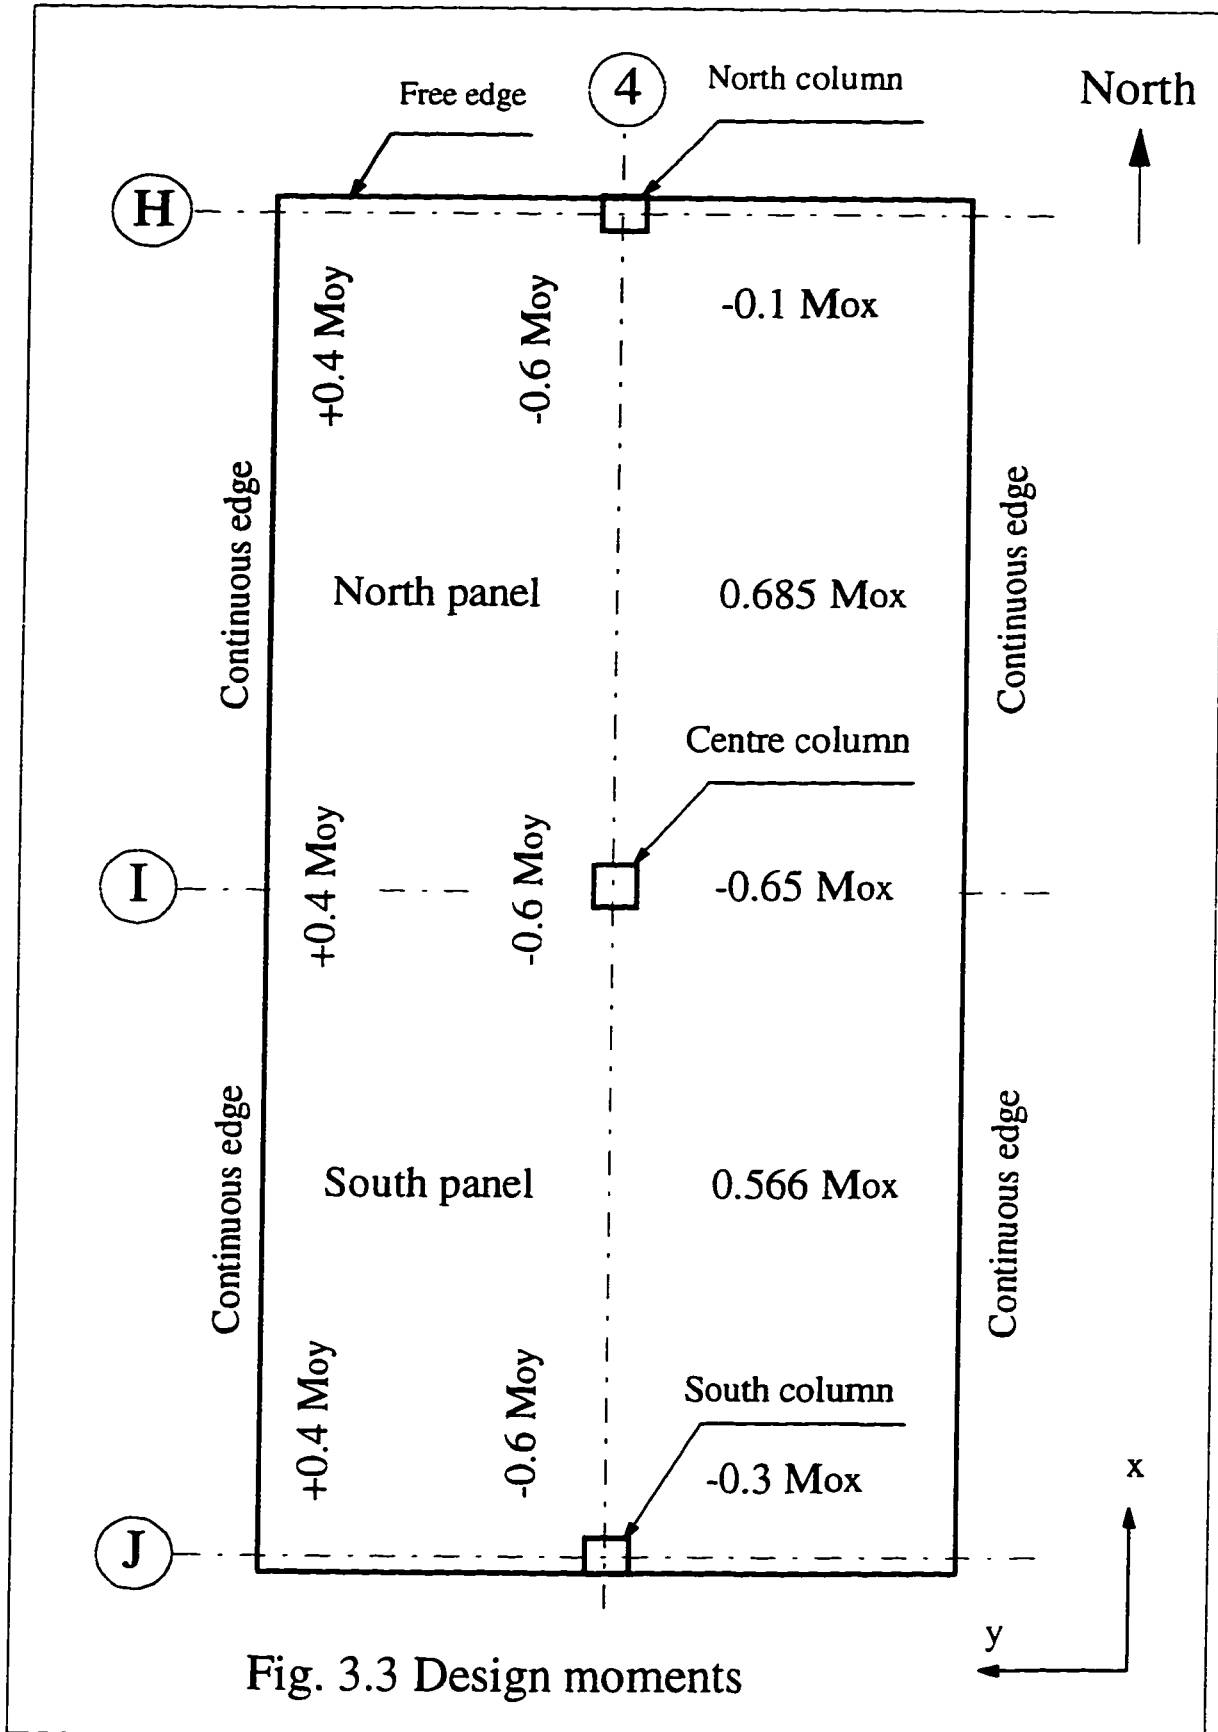 4
North column
Free edge
North
H
+0.4 Moy
-0.6 Moy
-0.1 Mox
Continuous edge
North panel
0.685 Mox
Continuous edge
Centre column
I
+0.4 Moy
-0.6 Moy
-0.65 Mox
Continuous edge
South panel
0.566 Mox
Continuous edge
South column
+0.4 Moy
-0.6 Moy
-0.3 Mox
x
J
y
Fig. 3.3 Design moments